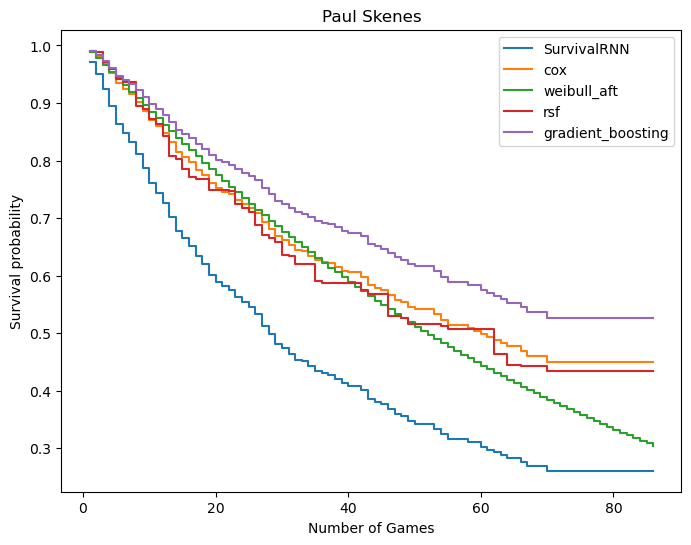 Paul Skenes
1.0
0.9
0.8
0.7
0.6
0.5
0.4
0.3
Survival probability
SurvivalRNN
cox
weibull_aft
rsf
gradient_boosting
0
20
40
60
80
Number of Games